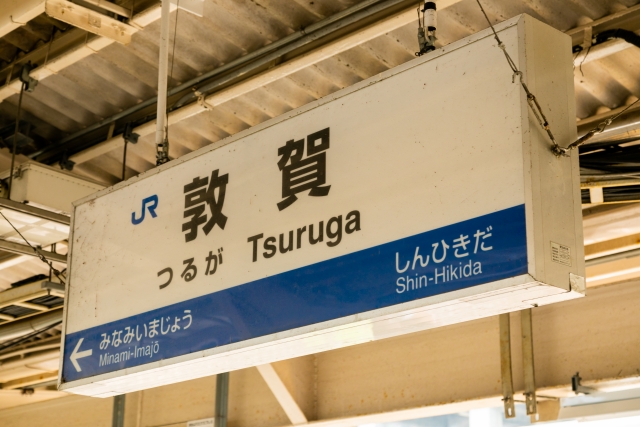 JR 敦賀
つるが Tsuruga
しんひきだ
Shin-Hikida
みなみいまじょう
Minami-Imajō